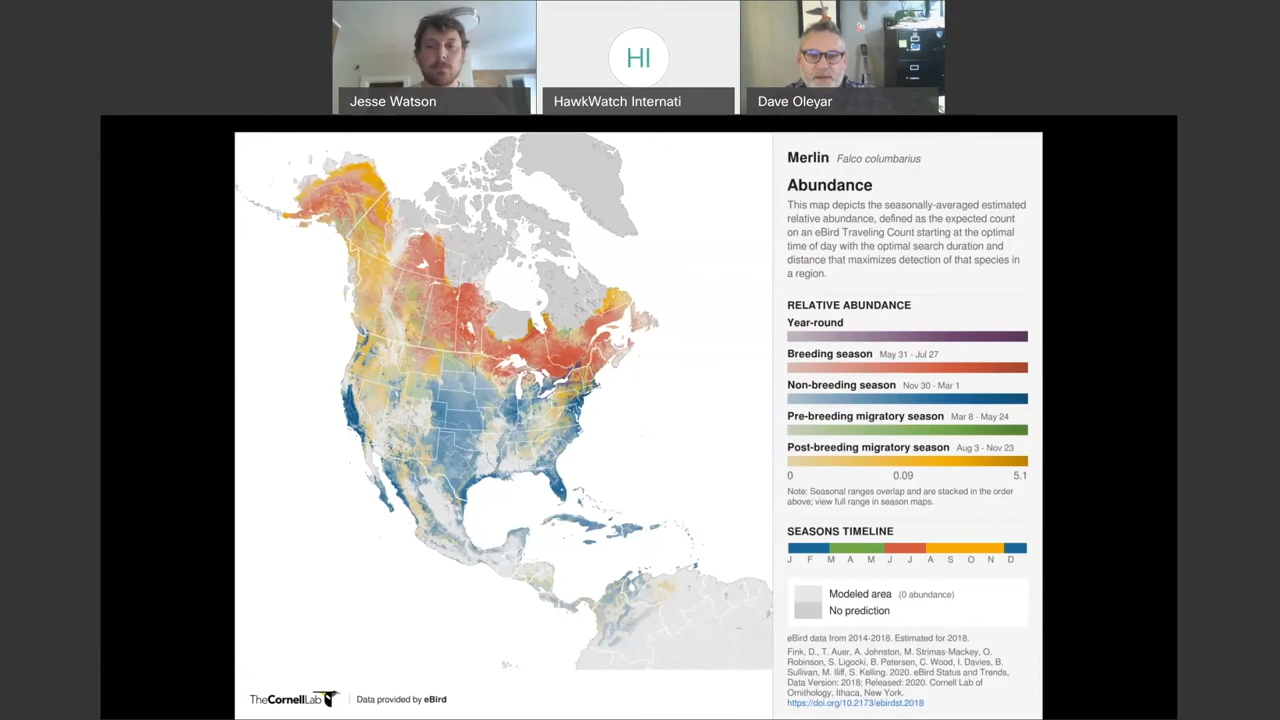 HI
Jesse Watson
HawkWatch Internati
Dave Oleyar
Merlin Falco columbarius
Abundance
This map depicts the seasonally-averaged estimated
relative abundance, defined as the expected count
on an eBird Traveling Count starting at the optimal
time of day with the optimal search duration and
distance that maximizes detection of that species in
a region.
RELATIVE ABUNDANCE
Year-round
Breeding season May 31 - Jul 27
Non-breeding season Nov 30 - Mar 1
Pre-breeding migratory season Mar 8 - May 24
Post-breeding migratory season Aug 3 - Nov 23
0 0.09 5.1
Note: Seasonal ranges overlap and are stacked in the order
above; view full range in season maps.
SEASONS TIMELINE
J F M A M J J A S O N D
Modeled area (0 abundance)
No prediction
eBird data from 2014-2018. Estimated for 2018.
Fink, D., T. Auer, A. Johnston, M. Strimas-Mackey, O.
Robinson, S. Ligocki, B. Petersen, C. Wood, I. Davies, B.
Sullivan, M. Iliff, S. Kelling. 2020. eBird Status and Trends,
Data Version: 2018; Released: 2020. Cornell Lab of
Ornithology, Ithaca, New York.
https://doi.org/10.2173/ebirdst.2018
TheCornellLab Data provided by eBird